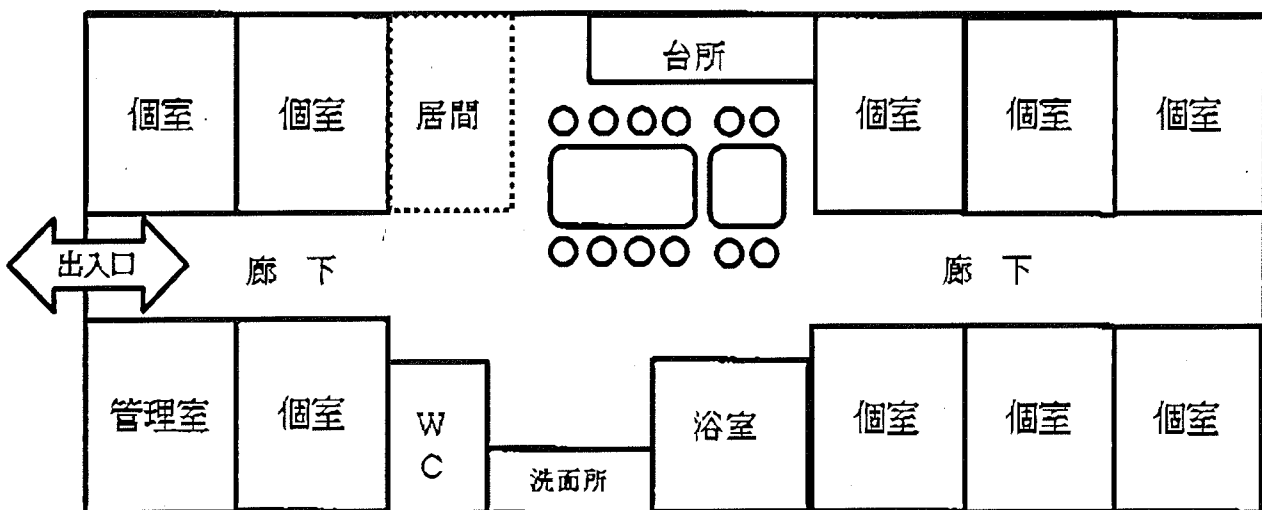 台所
個室 個室 居間 個室 個室 個室
出入口 廊 下 廊 下
管理室 個室 W C 浴室 個室 個室 個室
洗面所